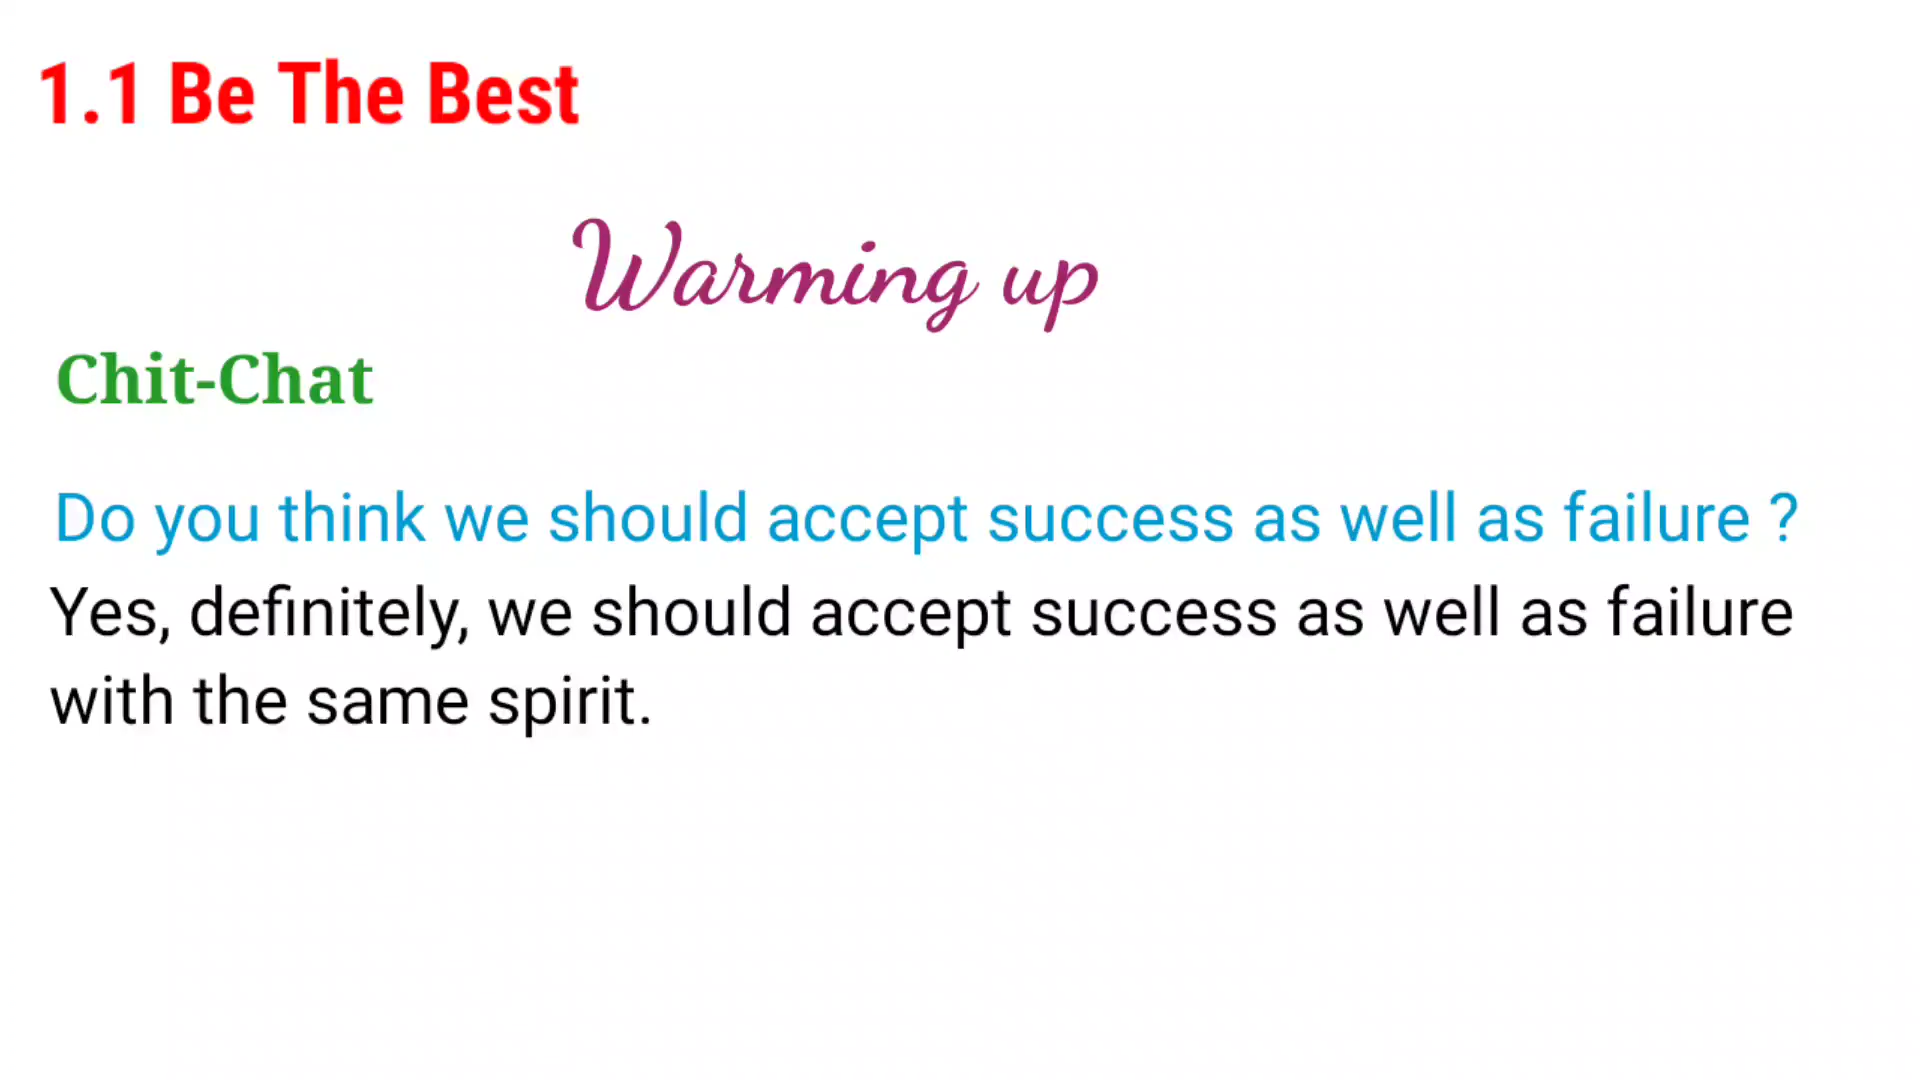 1.1 Be The Best
Warming up
Chit-Chat
Do you think we should accept success as well as failure ?
Yes, definitely, we should accept success as well as failure
with the same spirit.